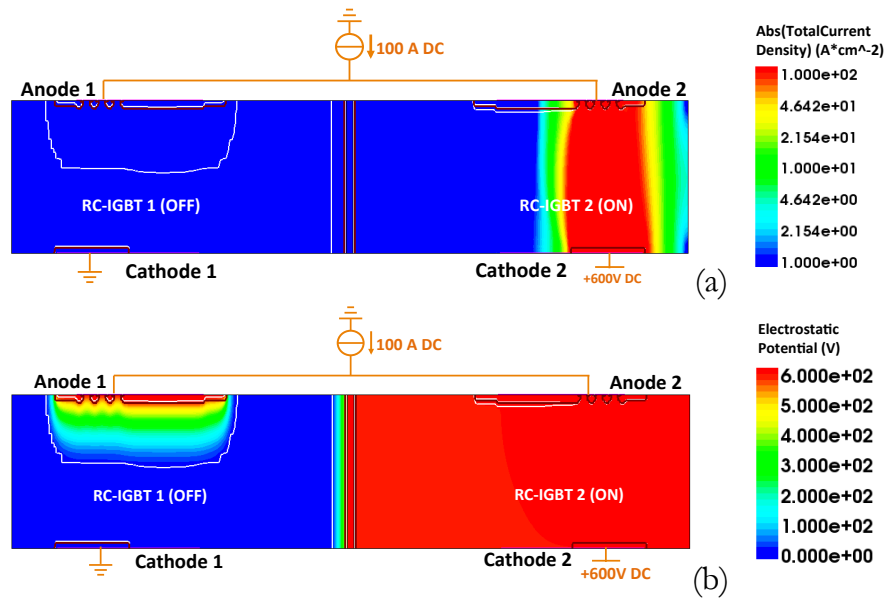 100 A DC
Abs(TotalCurrent
Density) (A*cm^-2)
Anode 1
Anode 2
1.000e+02
4.642e+01
2.154e+01
1.000e+01
4.642e+00
2.154e+00
1.000e+00
RC-IGBT 1 (OFF)
RC-IGBT 2 (ON)
Cathode 1
Cathode 2
+600V DC
(a)
100 A DC
Electrostatic
Potential (V)
Anode 1
Anode 2
6.000e+02
5.000e+02
4.000e+02
3.000e+02
2.000e+02
1.000e+02
0.000e+00
RC-IGBT 1 (OFF)
RC-IGBT 2 (ON)
Cathode 1
Cathode 2
+600V DC
(b)